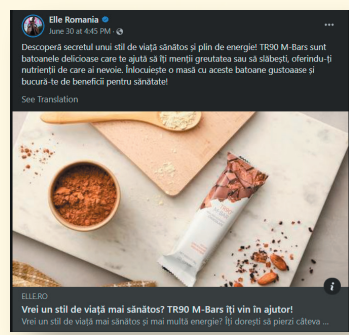 Elle Romania
June 30 at 4:45 PM ·
Descoperă secretul unui stil de viață sănătos și plin de energie! TR90 M-Bars sunt
batoanele delicioase care te ajută să îți menții greutatea sau să slăbești, oferindu-ți
nutrienții de care ai nevoie. Înlocuiește o masă cu aceste batoane gustoase și
bucură-te de beneficii pentru sănătate!
See Translation
ELLE.RO
Vrei un stil de viață mai sănătos? TR90 M-Bars îți vin în ajutor!
Vrei un stil de viață mai sănătos și mai multă energie? Îți dorești să pierzi câteva ...